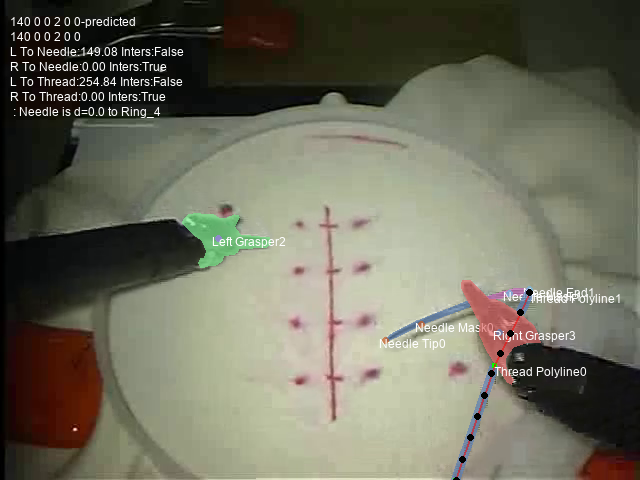 140 0 0 2 0 0-predicted
140 0 0 2 0 0
L To Needle:149.08 Inters:False
R To Needle:0.00 Inters:True
L To Thread:254.84 Inters:False
R To Thread:0.00 Inters:True
: Needle is d=0.0 to Ring_4
Left Grasper2
Thread Polyline1
Needle Mask0
Right Grasper3
Needle Tip0
Thread Polyline0